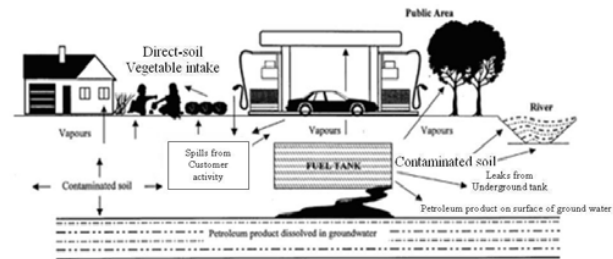 Public Area
Direct-soil
Vegetable intake
River
Vapours
Vapours
Vapours
Spills from
Customer
activity
FUEL TANK
Contaminated soil
Contaminated soil
Leaks from
Underground tank
Petroleum product on surface of ground water
Petroleum product dissolved in groundwater